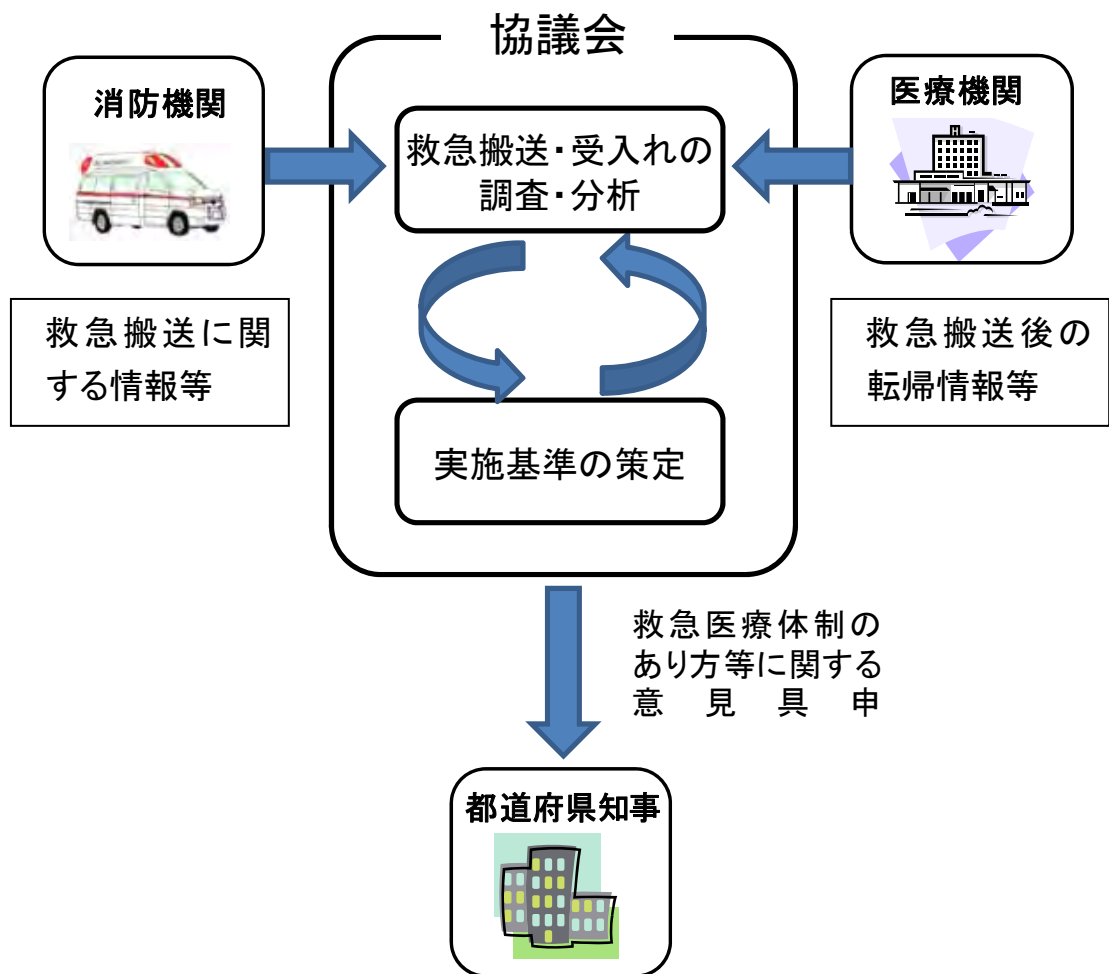 協議会
消防機関
医療機関
救急搬送・受入れの
調査・分析
救急搬送に関
する情報等
救急搬送後の
転帰情報等
実施基準の策定
救急医療体制の
あり方等に関する
意見具申
都道府県知事